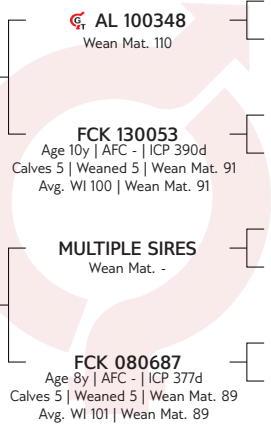 GT AL 100348
Wean Mat. 110
FCK 130053
Age 10y | AFC - | ICP 390d
Calves 5 | Weaned 5 | Wean Mat. 91
Avg. WI 100 | Wean Mat. 91
MULTIPLE SIRES
Wean Mat. -
FCK 080687
Age 8y | AFC - | ICP 377d
Calves 5 | Weaned 5 | Wean Mat. 89
Avg. WI 101 | Wean Mat. 89